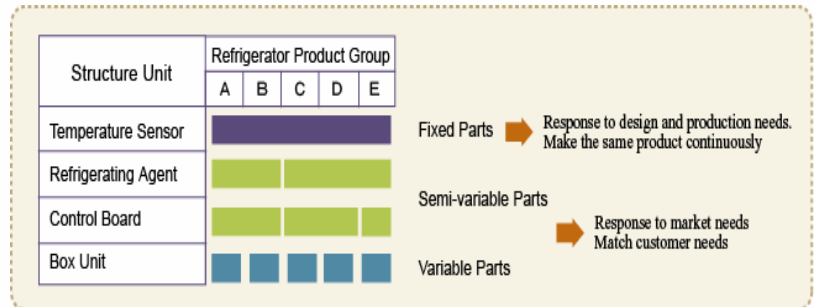 Structure Unit
Refrigerator Product Group
A B C D E
Temperature Sensor
Fixed Parts
Response to design and production needs.
Make the same product continuously
Refrigerating Agent
Semi-variable Parts
Control Board
Response to market needs
Match customer needs
Box Unit
Variable Parts